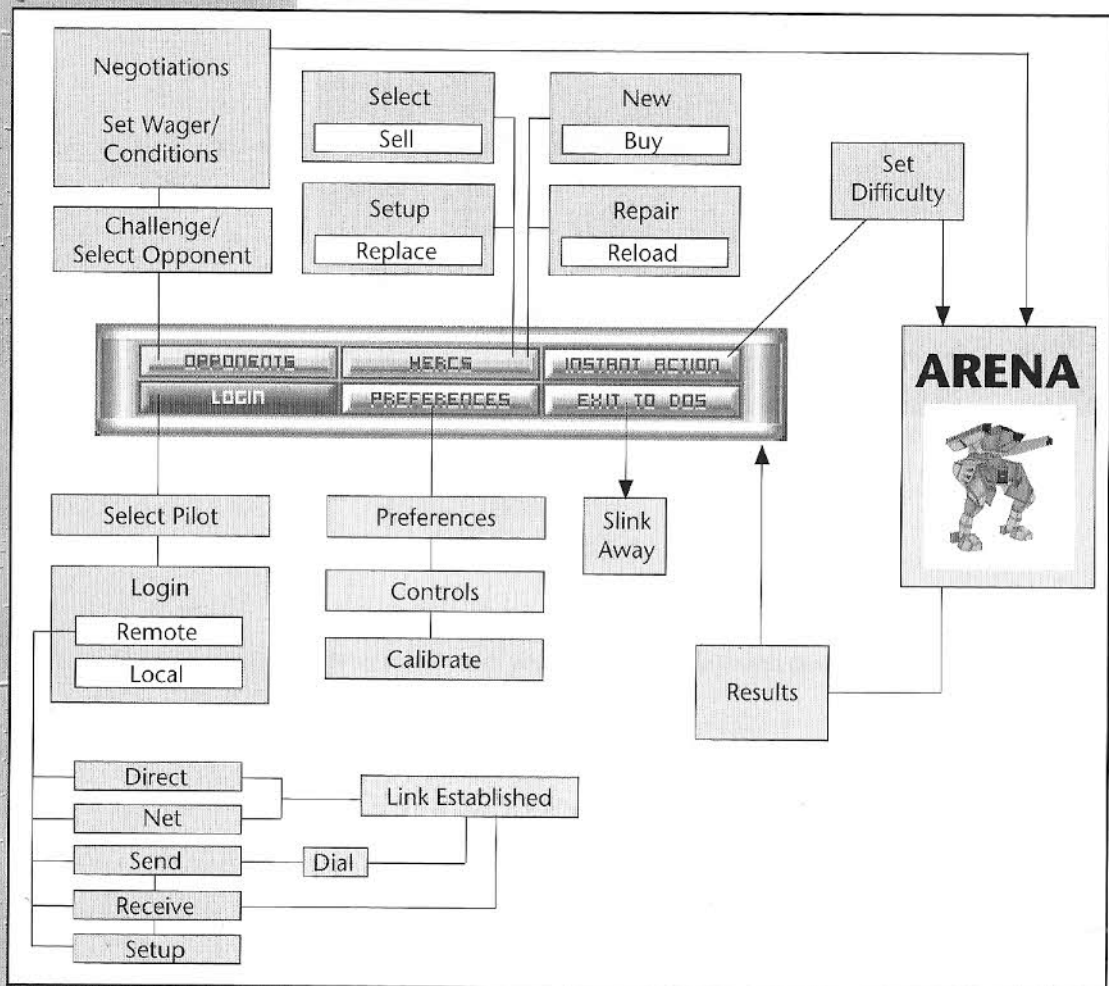 Negotiations
Set Wager/
Conditions
Challenge/
Select Opponent
Select
Sell
New
Buy
Setup
Replace
Repair
Reload
Set
Difficulty
OPPONENTS
HERCS
INSTANT ACTION
LOGIN
PREFERENCES
EXIT TO DOS
ARENA
Select Pilot
Login
Remote
Local
Preferences
Controls
Calibrate
Slink
Away
Results
Direct
Net
Send
Receive
Setup
Dial
Link Established